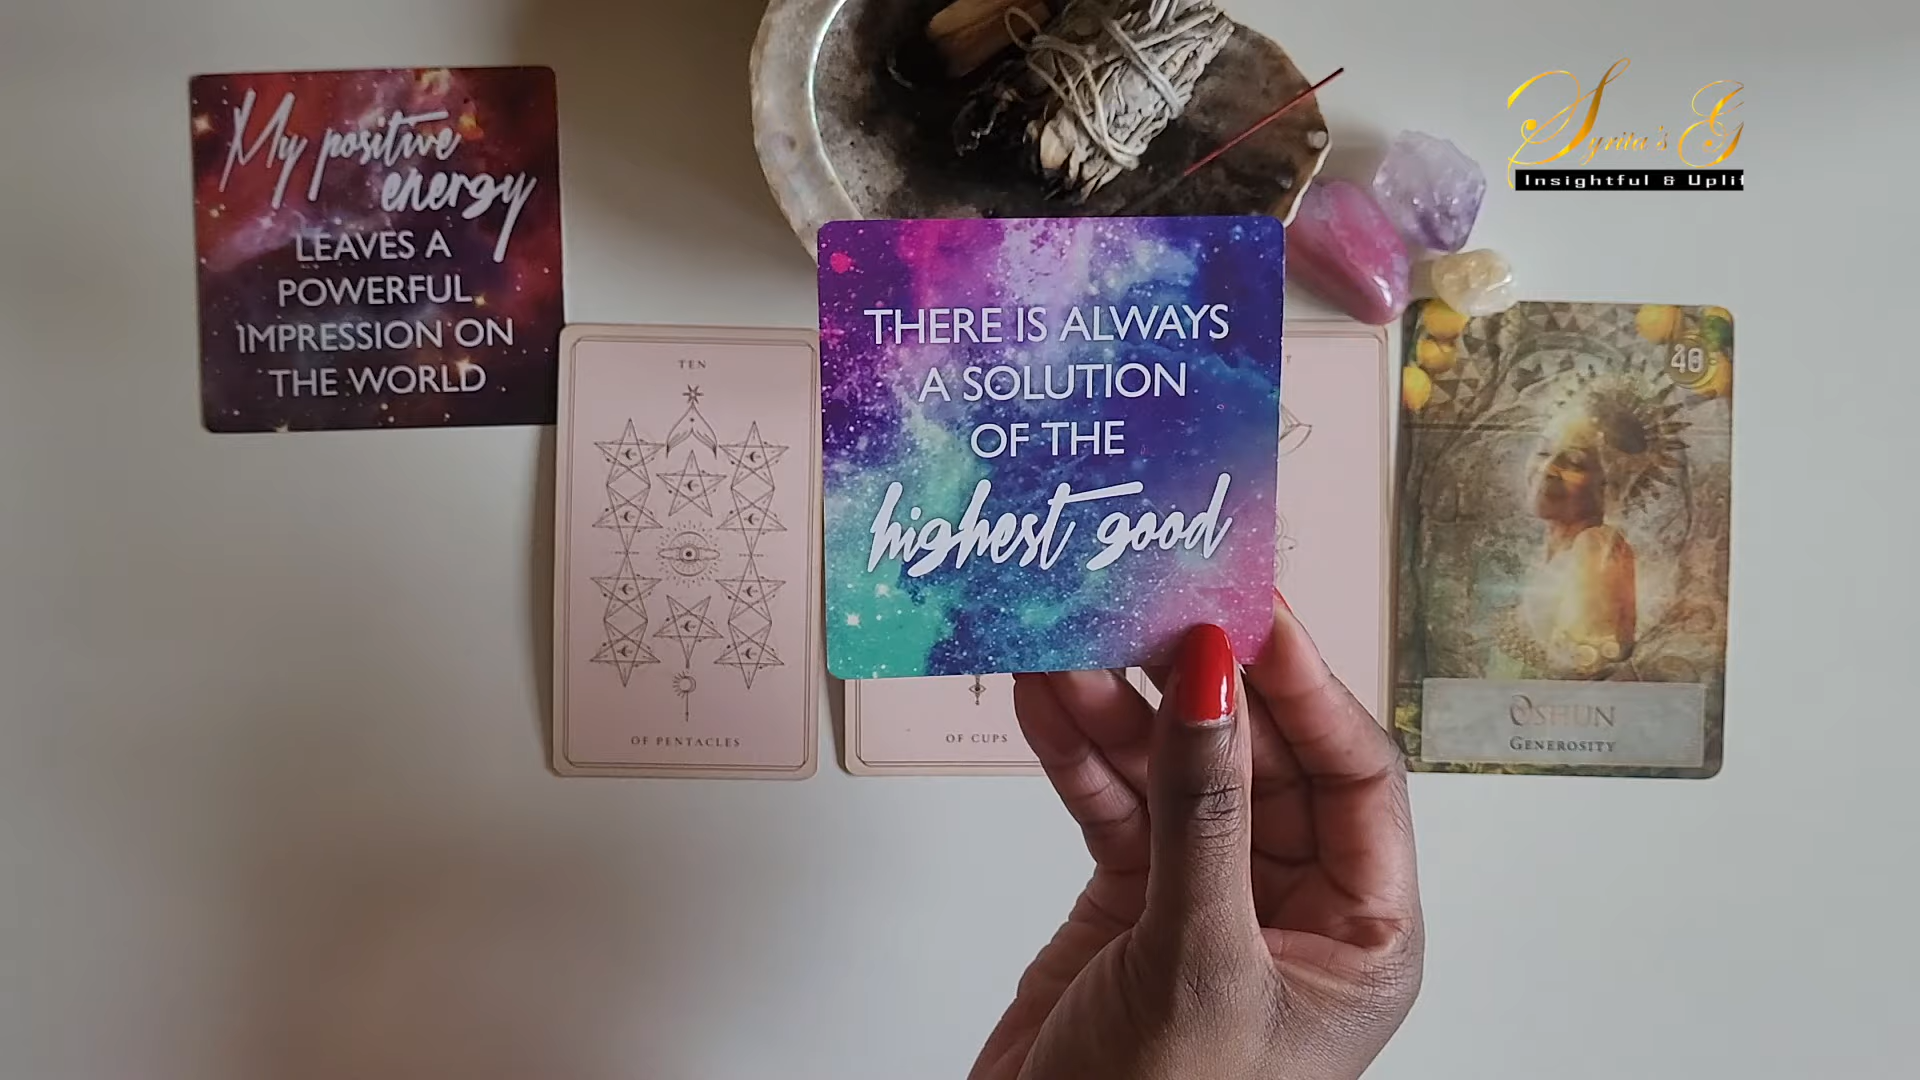 My positive
energy
LEAVES A
POWERFUL
IMPRESSION ON
THE WORLD
TEN
OF PENTACLES
THERE IS ALWAYS
A SOLUTION
OF THE
highest good
OF CUPS
40
OSHUN
GENEROSITY
Syrita's G
Insightful & Uplif